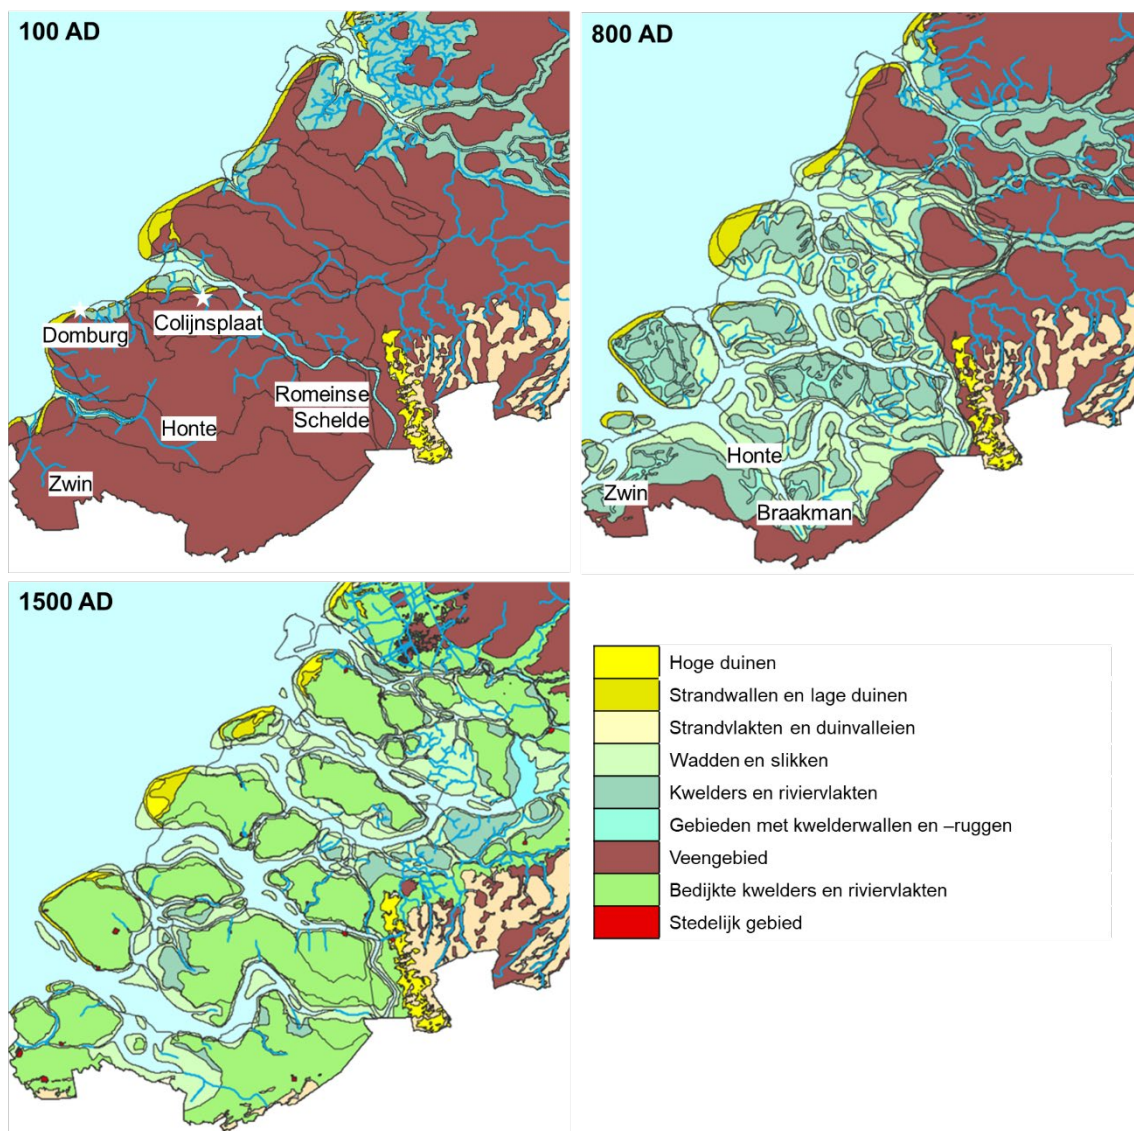 100 AD
Domburg
Colijnsplaat
Romeinse
Schelde
Honte
Zwin
800 AD
Honte
Zwin
Braakman
1500 AD
Hoge duinen
Strandwallen en lage duinen
Strandvlakten en duinvalleien
Wadden en slikken
Kwelders en riviervlakten
Gebieden met kwelderwallen en –ruggen
Veengebied
Bedijkte kwelders en riviervlakten
Stedelijk gebied